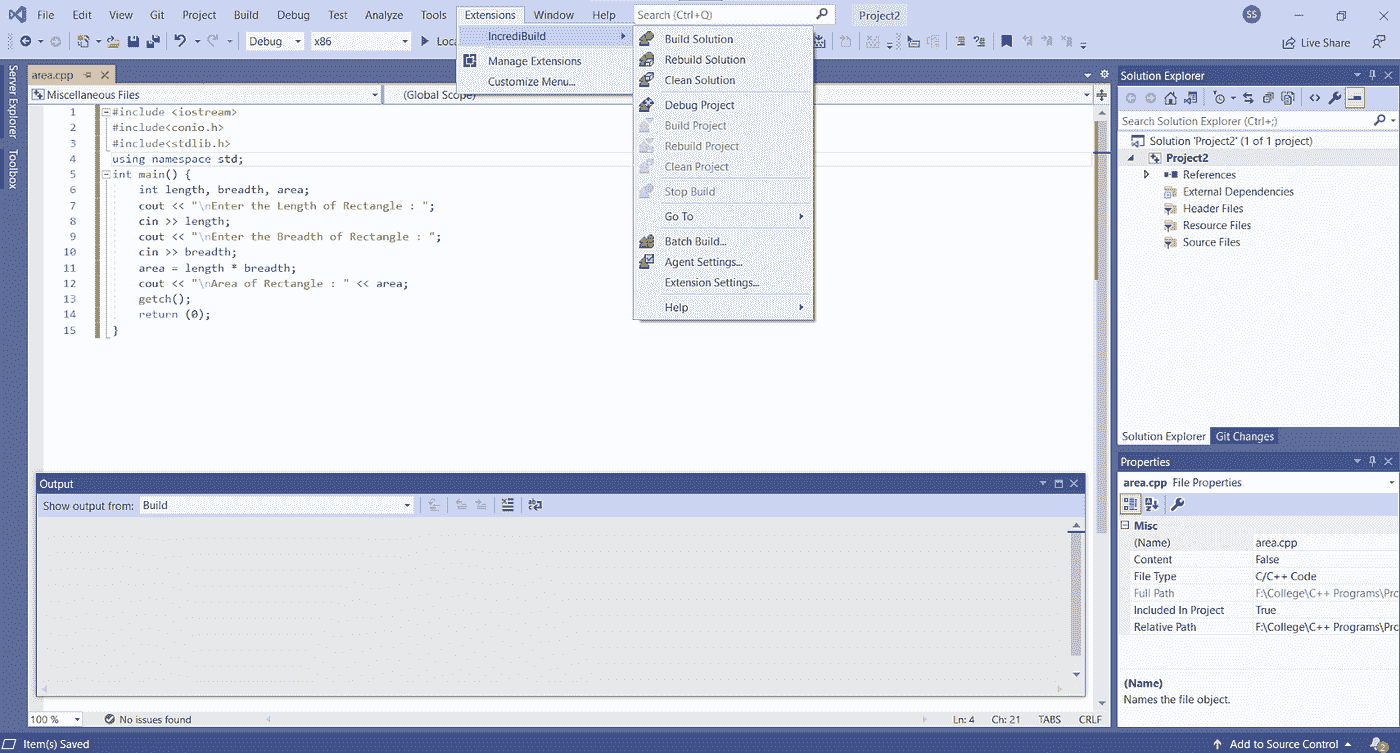 File Edit View Git Project Build Debug Test Analyze Tools Extensions Window Help Search (Ctrl+Q) Project2 SS
Debug x86 Live Share
IncrediBuild
Manage Extensions
Customize Menu...
Build Solution
Rebuild Solution
Clean Solution
Debug Project
Build Project
Rebuild Project
Clean Project
Stop Build
Go To
Batch Build...
Agent Settings...
Extension Settings...
Help
Server Explorer
Toolbox
area.cpp
Miscellaneous Files (Global Scope)
1 #include <iostream>
2 #include<conio.h>
3 #include<stdlib.h>
4 using namespace std;
5 int main() {
6 int length, breadth, area;
7 cout << "\nEnter the Length of Rectangle : ";
8 cin >> length;
9 cout << "\nEnter the Breadth of Rectangle : ";
10 cin >> breadth;
11 area = length * breadth;
12 cout << "\nArea of Rectangle : " << area;
13 getch();
14 return (0);
15 }
Output
Show output from: Build
100 % No issues found Ln: 4 Ch: 21 TABS CRLF
Solution Explorer
Search Solution Explorer (Ctrl+;)
Solution 'Project2' (1 of 1 project)
Project2
References
External Dependencies
Header Files
Resource Files
Source Files
Solution Explorer Git Changes
Properties
area.cpp File Properties
Misc
(Name) area.cpp
Content False
File Type C/C++ Code
Full Path F:\College\C++ Programs\Pro
Included In Project True
Relative Path F:\College\C++ Programs\Pro
(Name)
Names the file object.
Item(s) Saved Add to Source Control